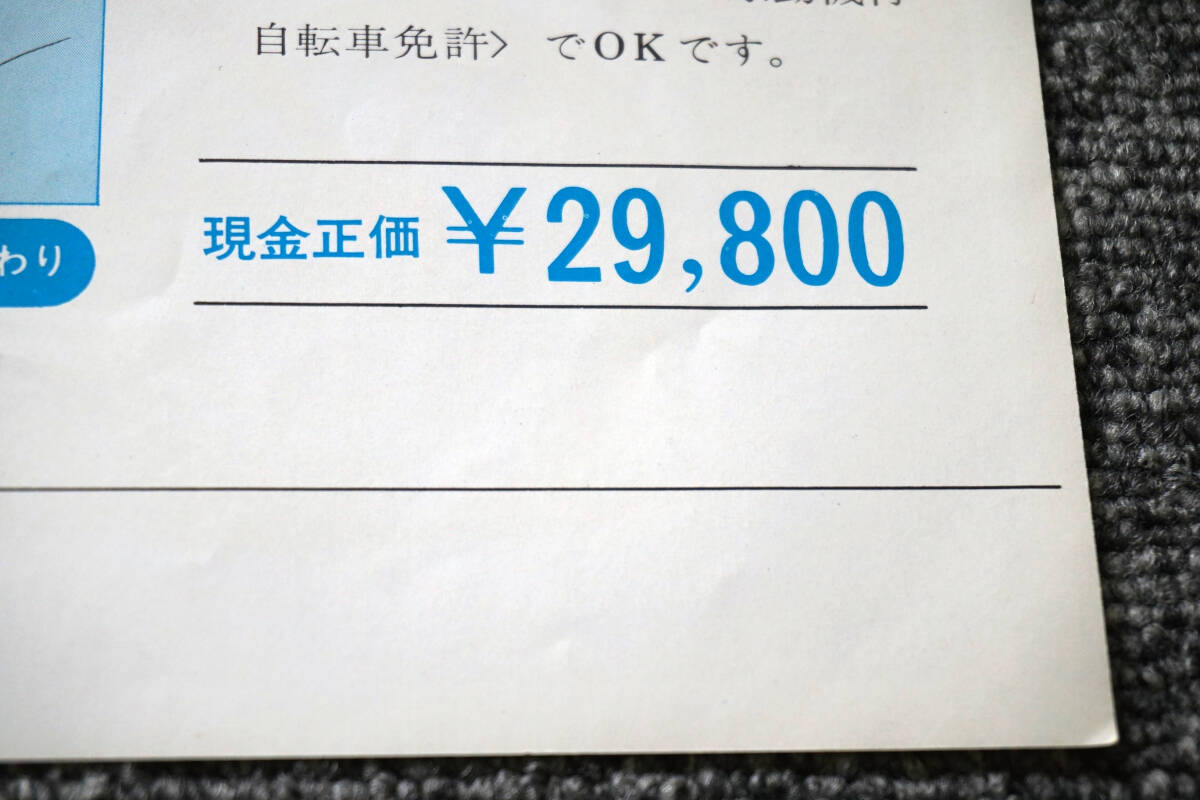 自転車免許〉でOKです。
現金正価 ¥29,800
わり